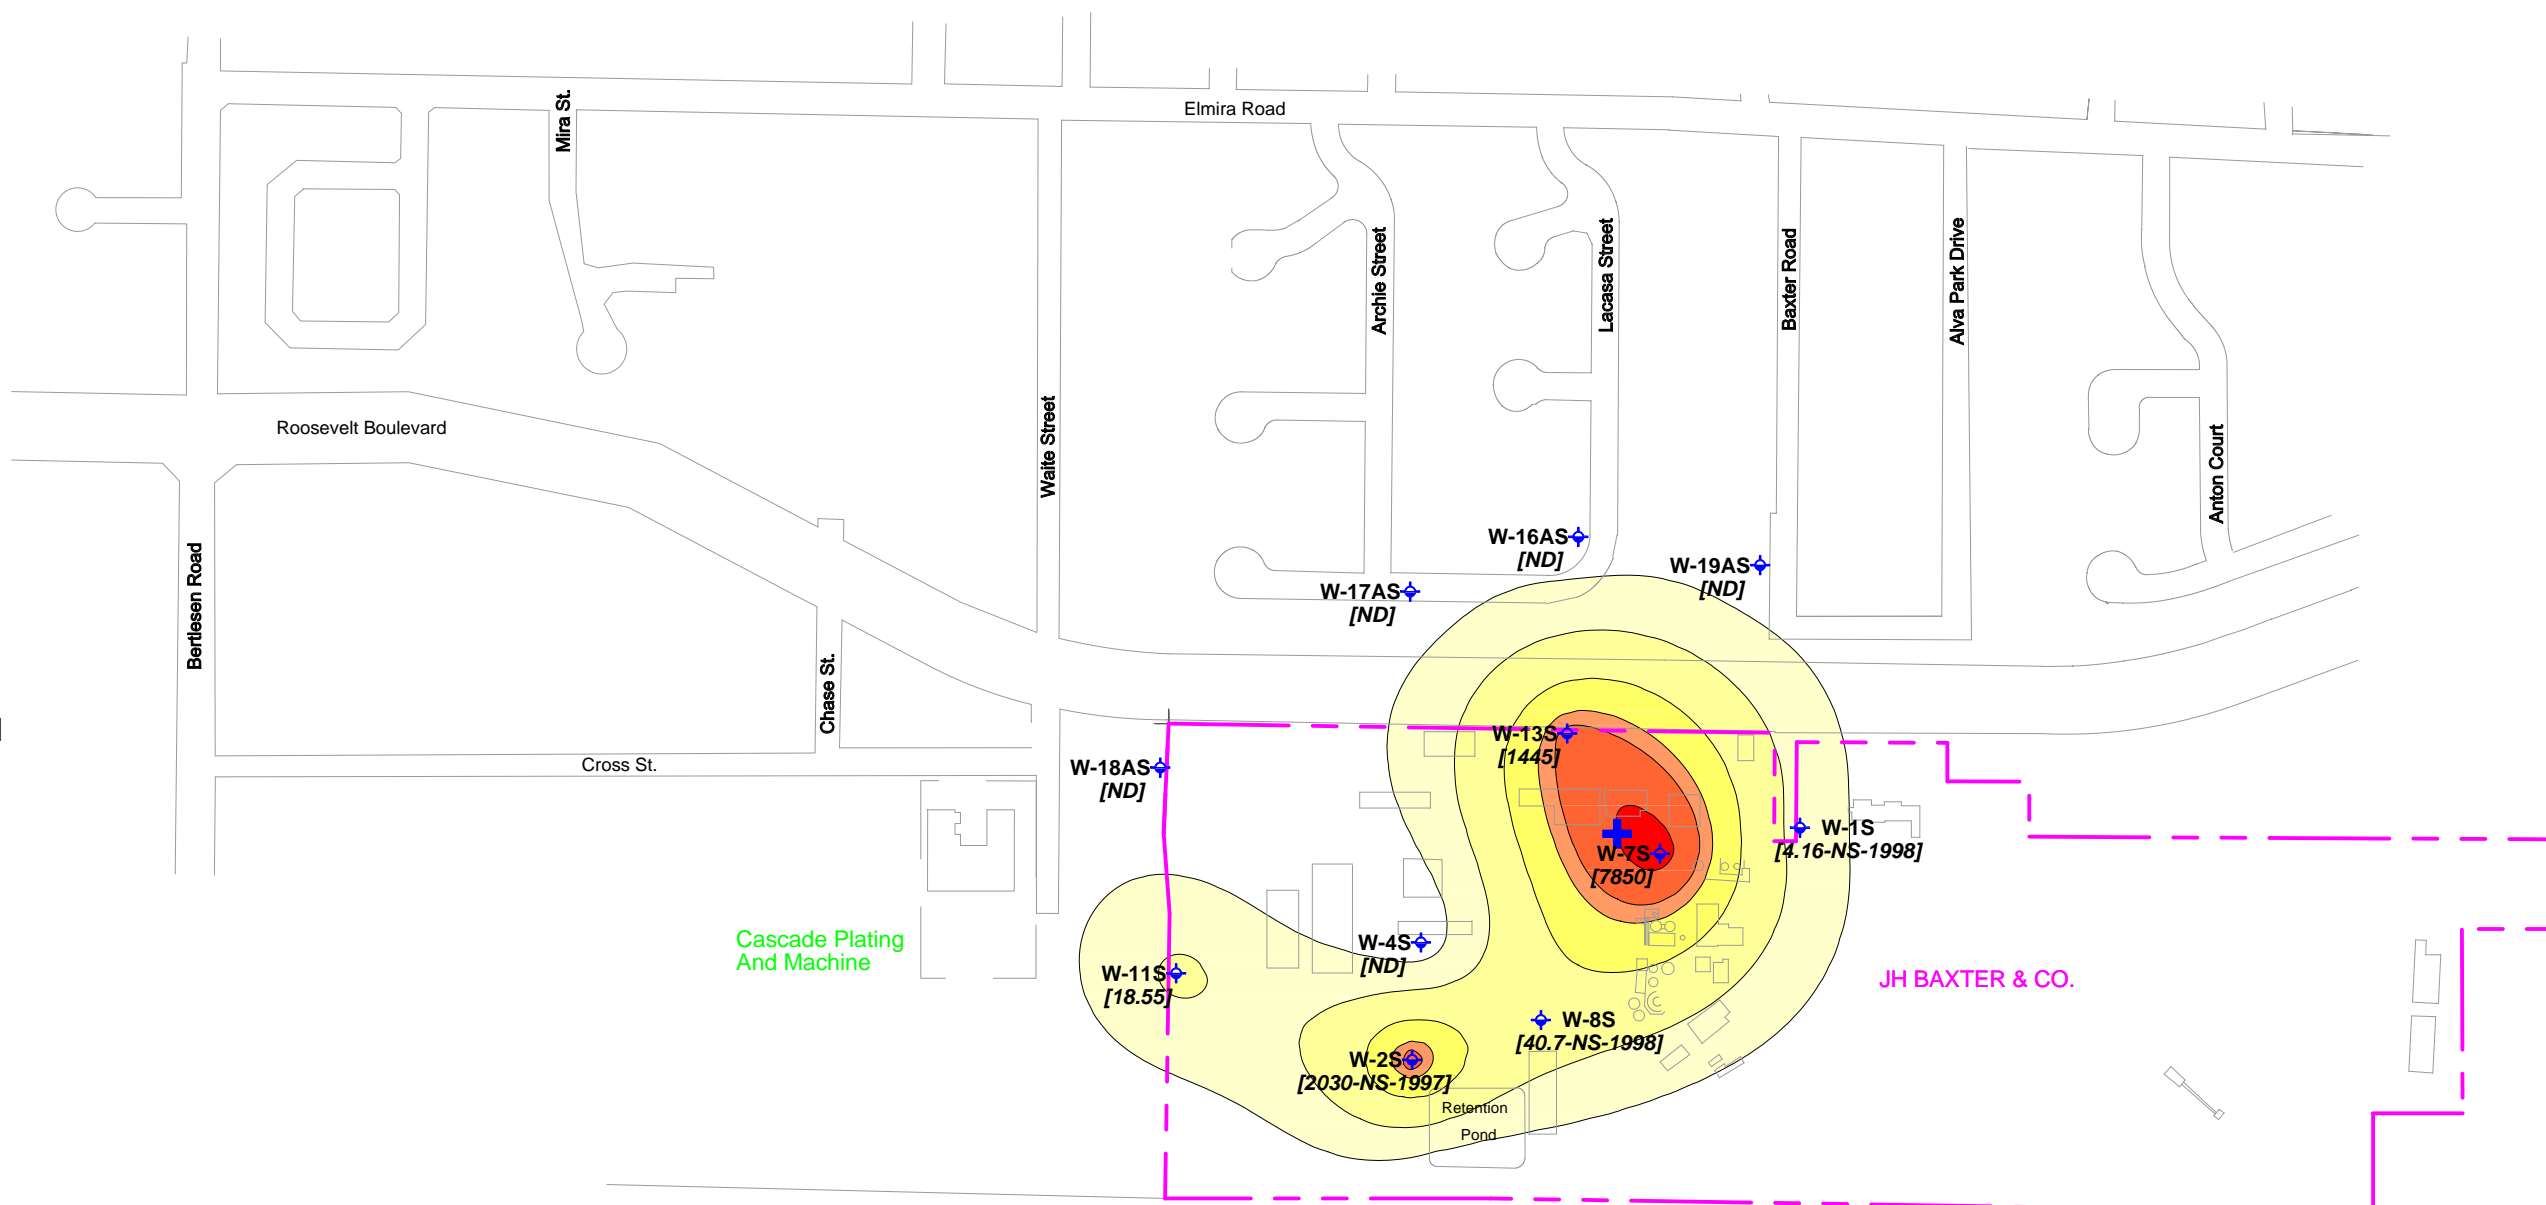 Mira St.
Elmira Road
Archie Street
Lacasa Street
Baxter Road
Alva Park Drive
Roosevelt Boulevard
Waite Street
Anton Court
Bertlesen Road
Chase St.
Cross St.
W-16AS
[ND]
W-19AS
[ND]
W-17AS
[ND]
W-13S
[1445]
W-18AS
[ND]
W-1S
[4.16-NS-1998]
W-7S
[7850]
Cascade Plating
And Machine
W-4S
[ND]
W-11S
[18.55]
JH BAXTER & CO.
W-8S
[40.7-NS-1998]
W-2S
[2030-NS-1997]
Retention
Pond